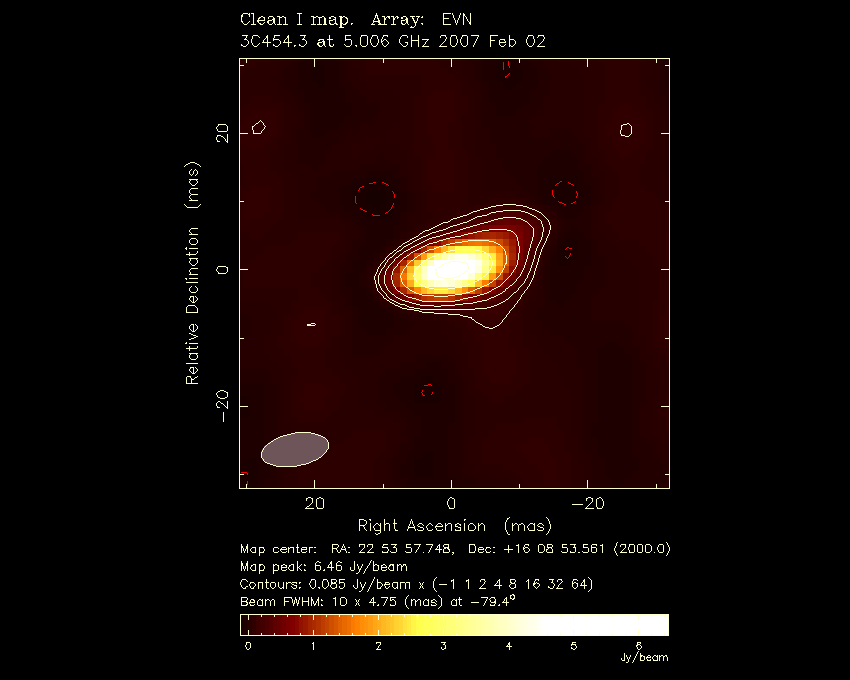 Clean I map.  Array:  EVN
3C454.3 at 5.006 GHz 2007 Feb 02
Relative Declination  (mas)
20
0
−20
20
0
−20
Right Ascension  (mas)
Map center:  RA: 22 53 57.748,  Dec: +16 08 53.561 (2000.0)
Map peak: 6.46 Jy/beam
Contours: 0.085 Jy/beam x (−1 1 2 4 8 16 32 64)
Beam FWHM: 10 x 4.75 (mas) at −79.4°
0 1 2 3 4 5 6
Jy/beam